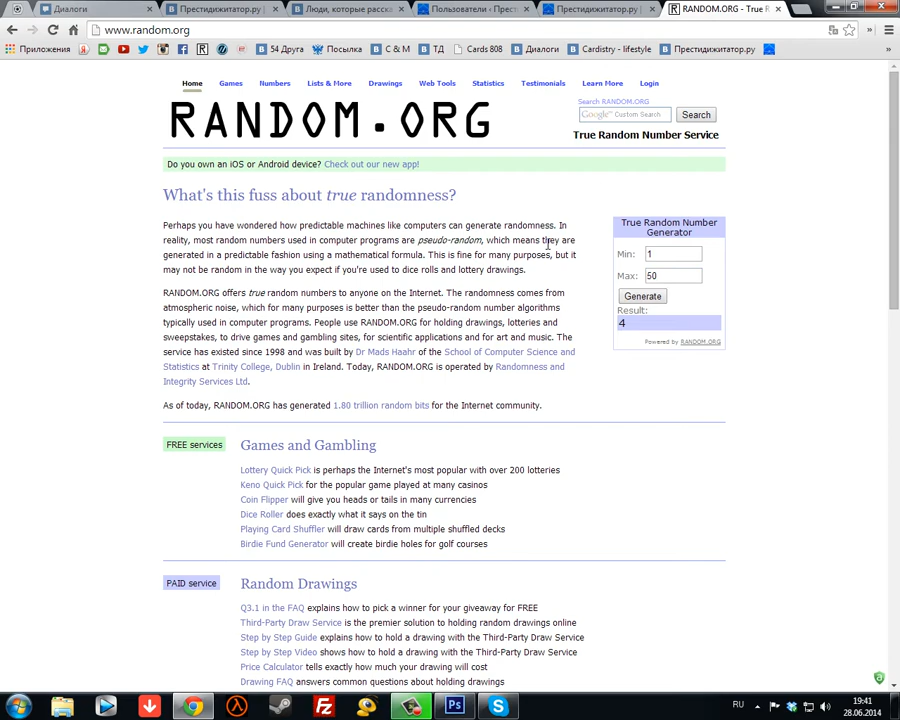 Диалоги
Престидижитатор.ру |
Люди, которые расска
Пользователи ‹ Прест
Престидижитатор.ру |
RANDOM.ORG - True R
www.random.org
Приложения
54 Друга
Посылка
C & M
ТД
Cards 808
Диалоги
Cardistry - lifestyle
Престидижитатор.ру
Home Games Numbers Lists & More Drawings Web Tools Statistics Testimonials Learn More Login
RANDOM.ORG
Search RANDOM.ORG
Google™ Custom Search
Search
True Random Number Service
Do you own an iOS or Android device? Check out our new app!
What's this fuss about true randomness?
Perhaps you have wondered how predictable machines like computers can generate randomness. In
reality, most random numbers used in computer programs are pseudo-random, which means they are
generated in a predictable fashion using a mathematical formula. This is fine for many purposes, but it
may not be random in the way you expect if you're used to dice rolls and lottery drawings.
RANDOM.ORG offers true random numbers to anyone on the Internet. The randomness comes from
atmospheric noise, which for many purposes is better than the pseudo-random number algorithms
typically used in computer programs. People use RANDOM.ORG for holding drawings, lotteries and
sweepstakes, to drive games and gambling sites, for scientific applications and for art and music. The
service has existed since 1998 and was built by Dr Mads Haahr of the School of Computer Science and
Statistics at Trinity College, Dublin in Ireland. Today, RANDOM.ORG is operated by Randomness and
Integrity Services Ltd.
As of today, RANDOM.ORG has generated 1.80 trillion random bits for the Internet community.
True Random Number
Generator
Min: 1
Max: 50
Generate
Result:
4
Powered by RANDOM.ORG
FREE services
Games and Gambling
Lottery Quick Pick is perhaps the Internet's most popular with over 200 lotteries
Keno Quick Pick for the popular game played at many casinos
Coin Flipper will give you heads or tails in many currencies
Dice Roller does exactly what it says on the tin
Playing Card Shuffler will draw cards from multiple shuffled decks
Birdie Fund Generator will create birdie holes for golf courses
PAID service
Random Drawings
Q3.1 in the FAQ explains how to pick a winner for your giveaway for FREE
Third-Party Draw Service is the premier solution to holding random drawings online
Step by Step Guide explains how to hold a drawing with the Third-Party Draw Service
Step by Step Video shows how to hold a drawing with the Third-Party Draw Service
Price Calculator tells exactly how much your drawing will cost
Drawing FAQ answers common questions about holding drawings
RU
19:41
28.06.2014